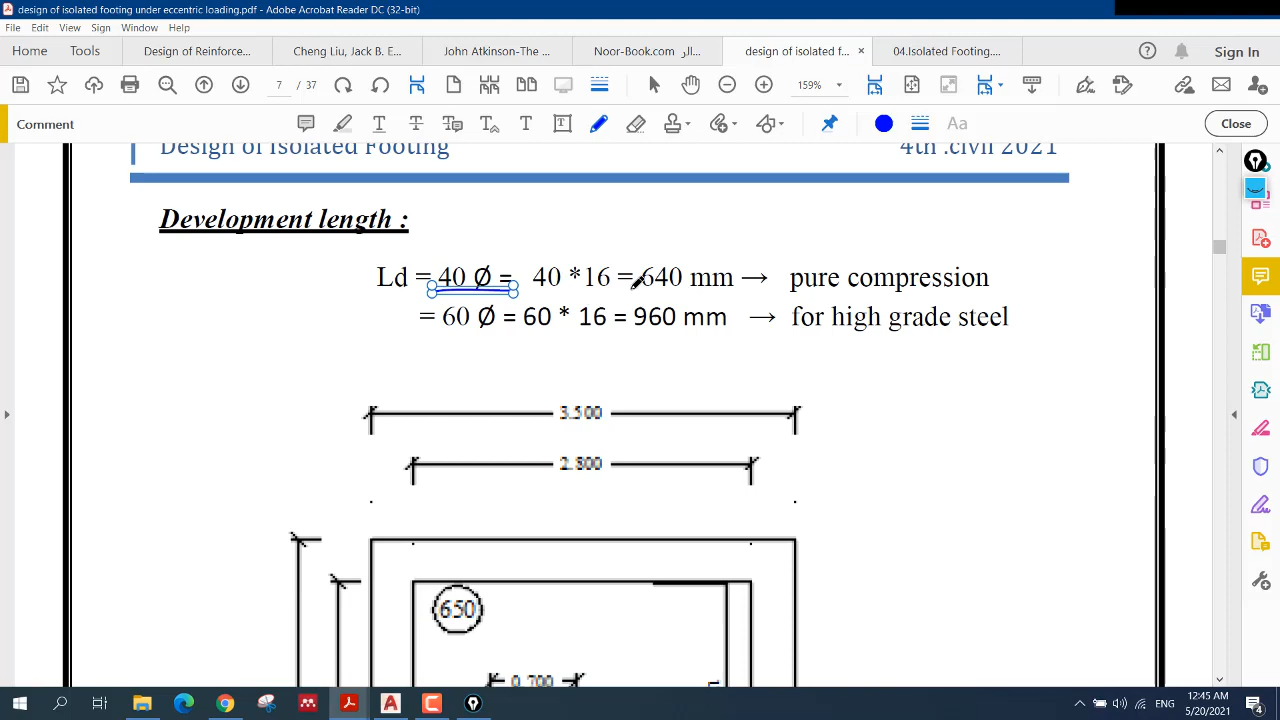 design of isolated footing under eccentric loading.pdf - Adobe Acrobat Reader DC (32-bit)
File Edit View Sign Window Help
Home Tools Design of Reinforce... Cheng Liu, Jack B. E... John Atkinson-The ... Noor-Book.com الر... design of isolated f... × 04.Isolated Footing.... Sign In
7 / 37 159%
Comment Close
Design of Isolated Footing 4th .civil 2021
Development length :
Ld = 40 Ø = 40 *16 = 640 mm → pure compression
= 60 Ø = 60 * 16 = 960 mm → for high grade steel
3.500
2.800
650
0.700
12:45 AM
ENG
5/20/2021
4